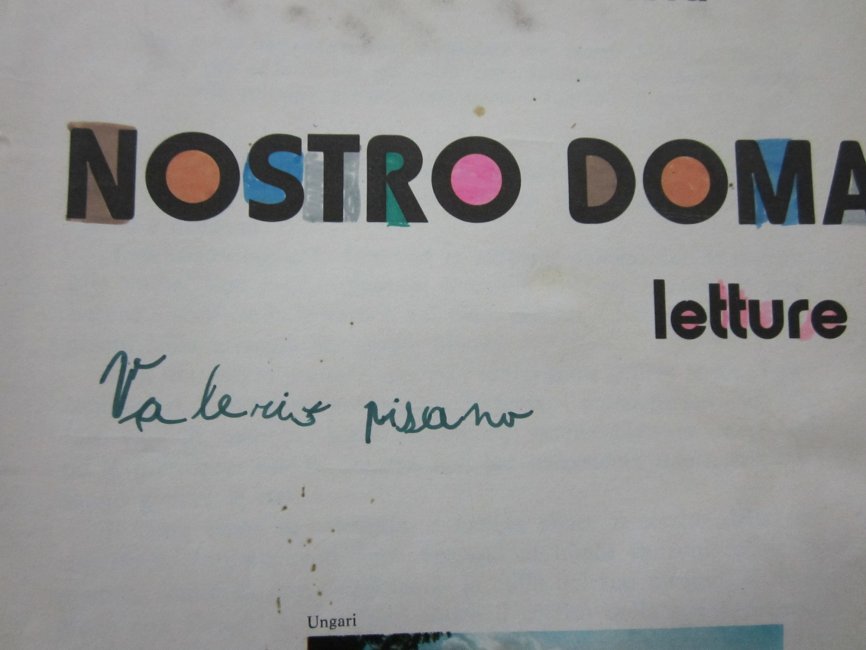 NOSTRO DOMA
letture
Valerio pisano
Ungari